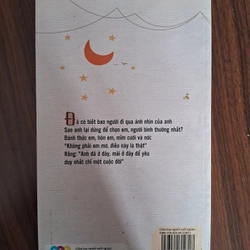 Đã có biết bao người đi qua ánh nhìn của anh
Sao anh lại dừng để chọn em, người bình thường nhất?
Đánh thức em, hôn em, mỉm cười và nói:
"Không phải em mơ, điều này là thật"
Rằng: "Anh đã ở đây, mãi ở đây để yêu
duy nhất chỉ một cuộc đời"